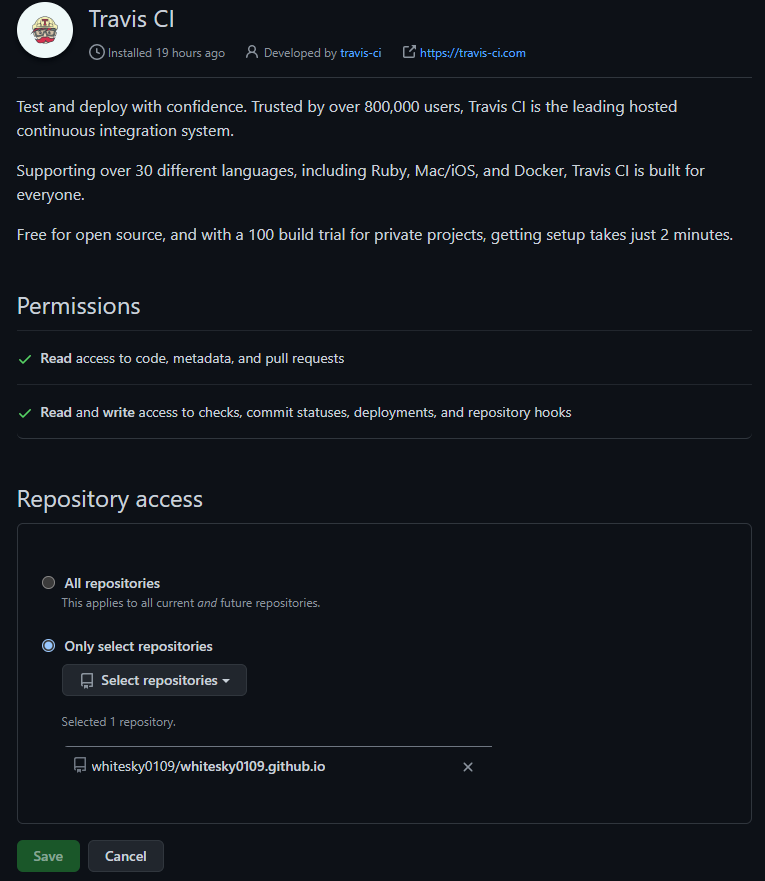 Travis CI
Installed 19 hours ago Developed by travis-ci https://travis-ci.com
Test and deploy with confidence. Trusted by over 800,000 users, Travis CI is the leading hosted
continuous integration system.
Supporting over 30 different languages, including Ruby, Mac/iOS, and Docker, Travis CI is built for
everyone.
Free for open source, and with a 100 build trial for private projects, getting setup takes just 2 minutes.
Permissions
Read access to code, metadata, and pull requests
Read and write access to checks, commit statuses, deployments, and repository hooks
Repository access
All repositories
This applies to all current and future repositories.
Only select repositories
Select repositories
Selected 1 repository.
whitesky0109/whitesky0109.github.io
Save Cancel